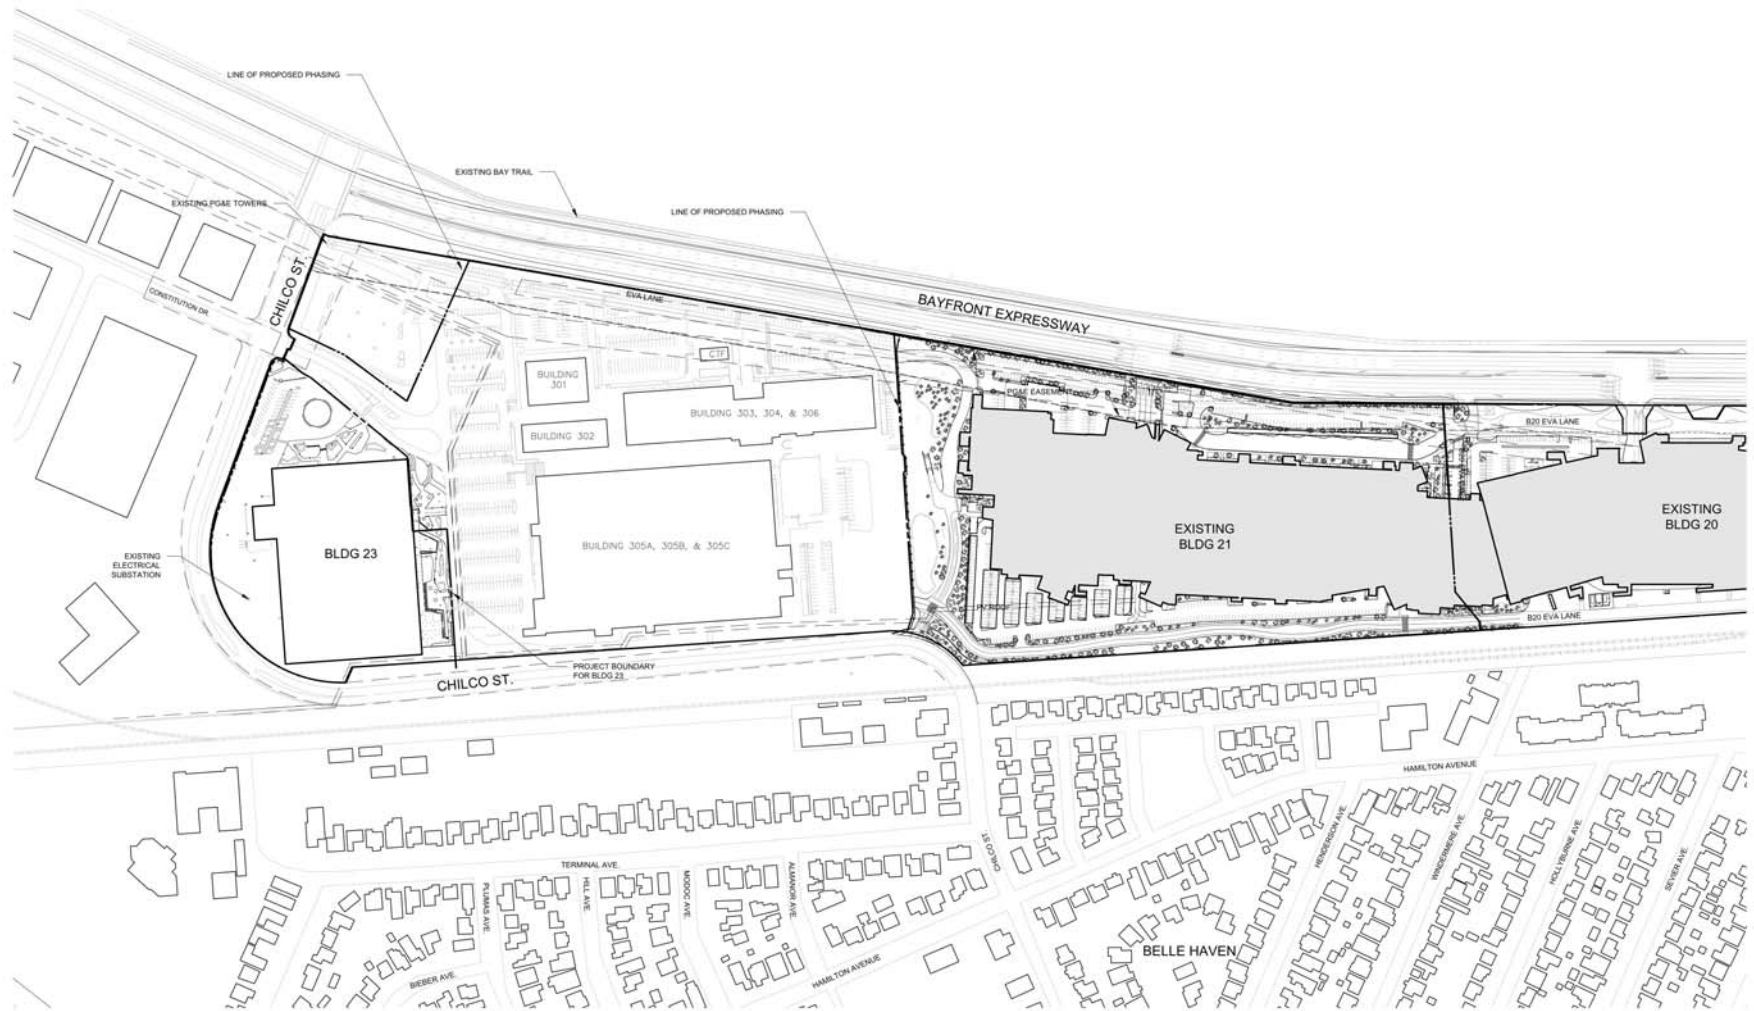 LINE OF PROPOSED PHASING
EXISTING BAY TRAIL
EXISTING PG&E TOWERS
LINE OF PROPOSED PHASING
CHILCO ST.
CONSTITUTION DR.
EVA LANE
BAYFRONT EXPRESSWAY
CTF
BUILDING
301
PG&E EASEMENT
BUILDING 303, 304, & 306
B20 EVA LANE
BUILDING 302
EXISTING
BLDG 20
EXISTING
BLDG 21
BUILDING 305A, 305B, & 305C
BLDG 23
EXISTING
ELECTRICAL
SUBSTATION
PV ROOF
B20 EVA LANE
PROJECT BOUNDARY
FOR BLDG 23
CHILCO ST.
HAMILTON AVENUE
HENDERSON AVE.
WINDERMERE AVE.
HOLLYBURNE AVE.
SEVIER AVE.
CHILCO ST.
TERMINAL AVE.
PLUMAS AVE.
HILL AVE.
MODOC AVE.
ALMANOR AVE.
BELLE HAVEN
HAMILTON AVENUE
BIEBER AVE.